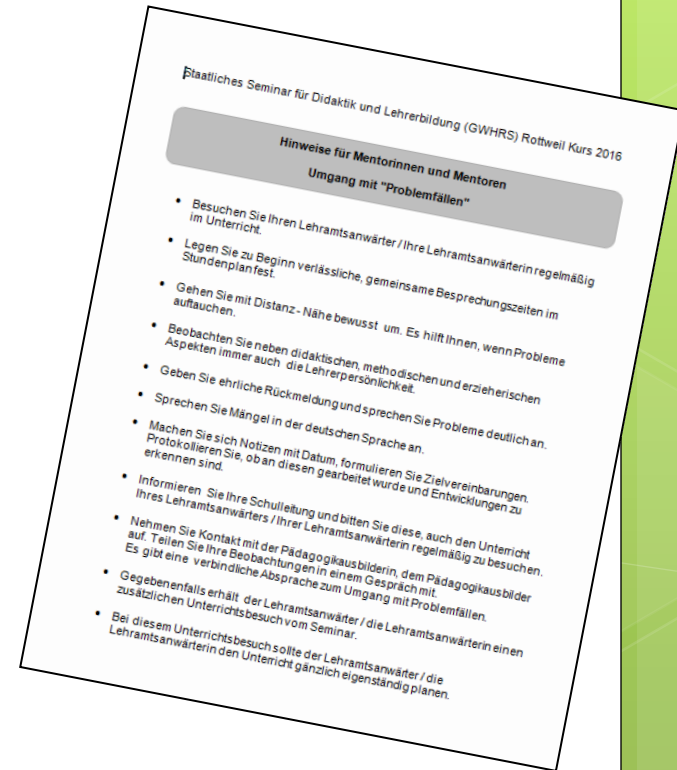 Staatliches Seminar für Didaktik und Lehrerbildung (GWHRS) Rottweil Kurs 2016
Hinweise für Mentorinnen und Mentoren
Umgang mit "Problemfällen"
• Besuchen Sie Ihren Lehramtsanwärter / Ihre Lehramtsanwärterin regelmäßig
im Unterricht.
• Legen Sie zu Beginn verlässliche, gemeinsame Besprechungszeiten im
Stundenplan fest.
• Gehen Sie mit Distanz - Nähe bewusst um. Es hilft Ihnen, wenn Probleme
auftauchen.
• Beobachten Sie neben didaktischen, methodischen und erzieherischen
Aspekten immer auch die Lehrerpersönlichkeit.
• Geben Sie ehrliche Rückmeldung und sprechen Sie Probleme deutlich an.
• Sprechen Sie Mängel in der deutschen Sprache an.
• Machen Sie sich Notizen mit Datum, formulieren Sie Zielvereinbarungen.
Protokollieren Sie, ob an diesen gearbeitet wurde und Entwicklungen zu
erkennen sind.
• Informieren Sie Ihre Schulleitung und bitten Sie diese, auch den Unterricht
Ihres Lehramtsanwärters / Ihrer Lehramtsanwärterin regelmäßig zu besuchen.
• Nehmen Sie Kontakt mit der Pädagogikausbilderin, dem Pädagogikausbilder
auf. Teilen Sie Ihre Beobachtungen in einem Gespräch mit.
Es gibt eine verbindliche Absprache zum Umgang mit Problemfällen.
• Gegebenenfalls erhält der Lehramtsanwärter / die Lehramtsanwärterin einen
zusätzlichen Unterrichtsbesuch vom Seminar.
• Bei diesem Unterrichtsbesuch sollte der Lehramtsanwärter / die
Lehramtsanwärterin den Unterricht gänzlich eigenständig planen.